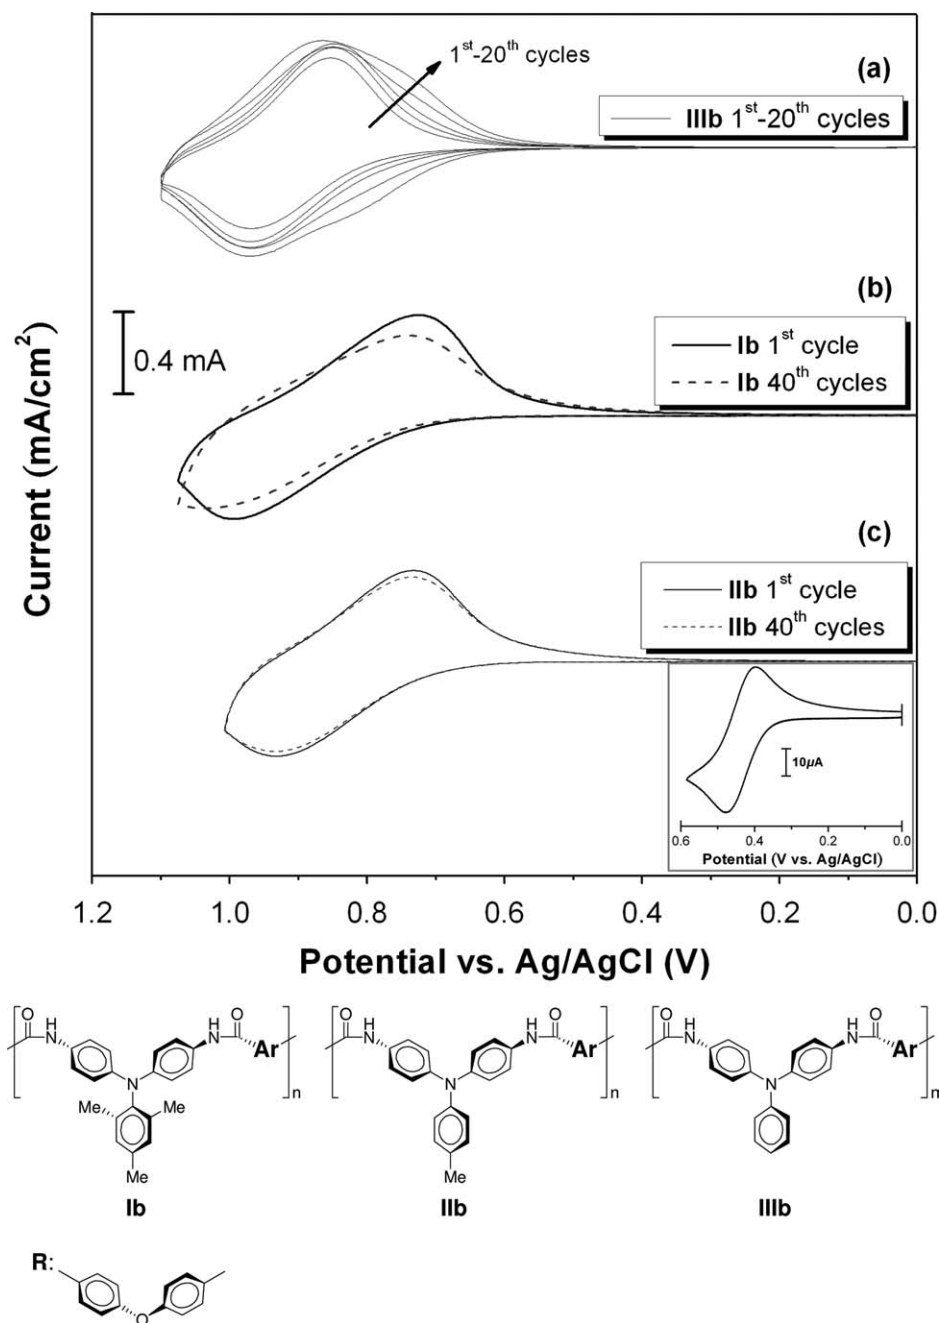 1st-20th cycles
(a)
IIIb 1st-20th cycles
(b)
0.4 mA
Ib 1st cycle
Ib 40th cycles
(c)
IIb 1st cycle
IIb 40th cycles
10μA
0.6 0.4 0.2 0.0
Potential (V vs. Ag/AgCl)
Current (mA/cm2)
1.2 1.0 0.8 0.6 0.4 0.2 0.0
Potential vs. Ag/AgCl (V)
O H N H N O Ar n
N
Me Me
Me
Ib
O H N H N O Ar n
N
Me
IIb
O H N H N O Ar n
N
IIIb
R:
O